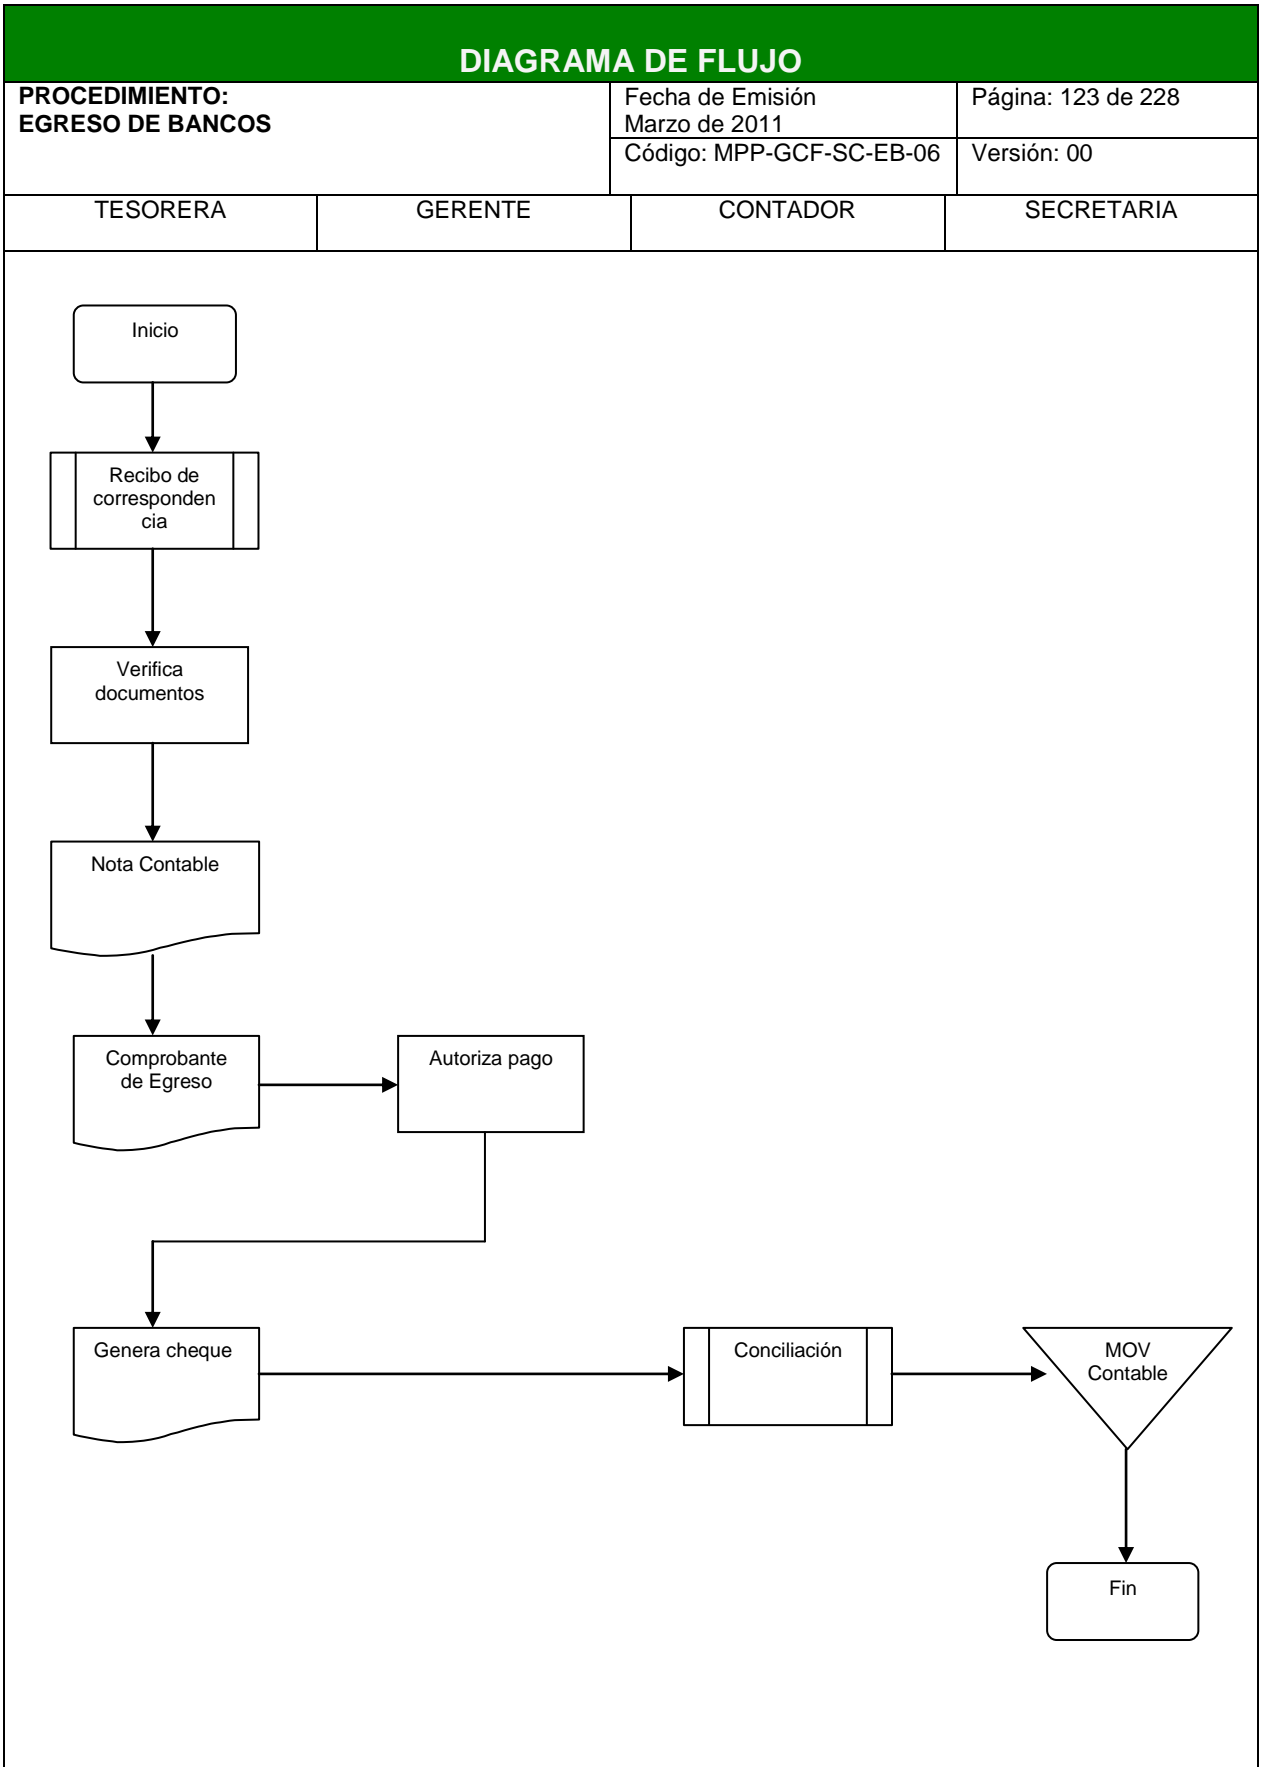 DIAGRAMA DE FLUJO
PROCEDIMIENTO:
EGRESO DE BANCOS
Fecha de Emisión
Marzo de 2011
Página: 123 de 228
Código: MPP-GCF-SC-EB-06
Versión: 00
TESORERA
GERENTE
CONTADOR
SECRETARIA
Inicio
Recibo de
corresponden
cia
Verifica
documentos
Nota Contable
Comprobante
de Egreso
Autoriza pago
Genera cheque
Conciliación
MOV
Contable
Fin